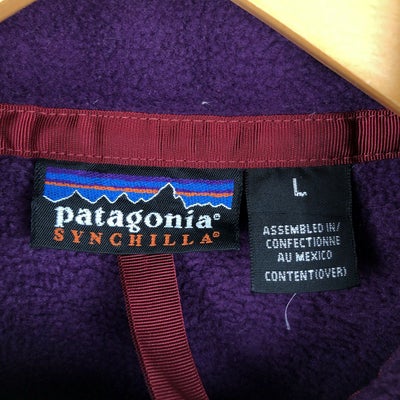 patagonia®
SYNCHILLA®
L
ASSEMBLED IN/
CONFECTIONNE
AU MEXICO
CONTENT(OVER)